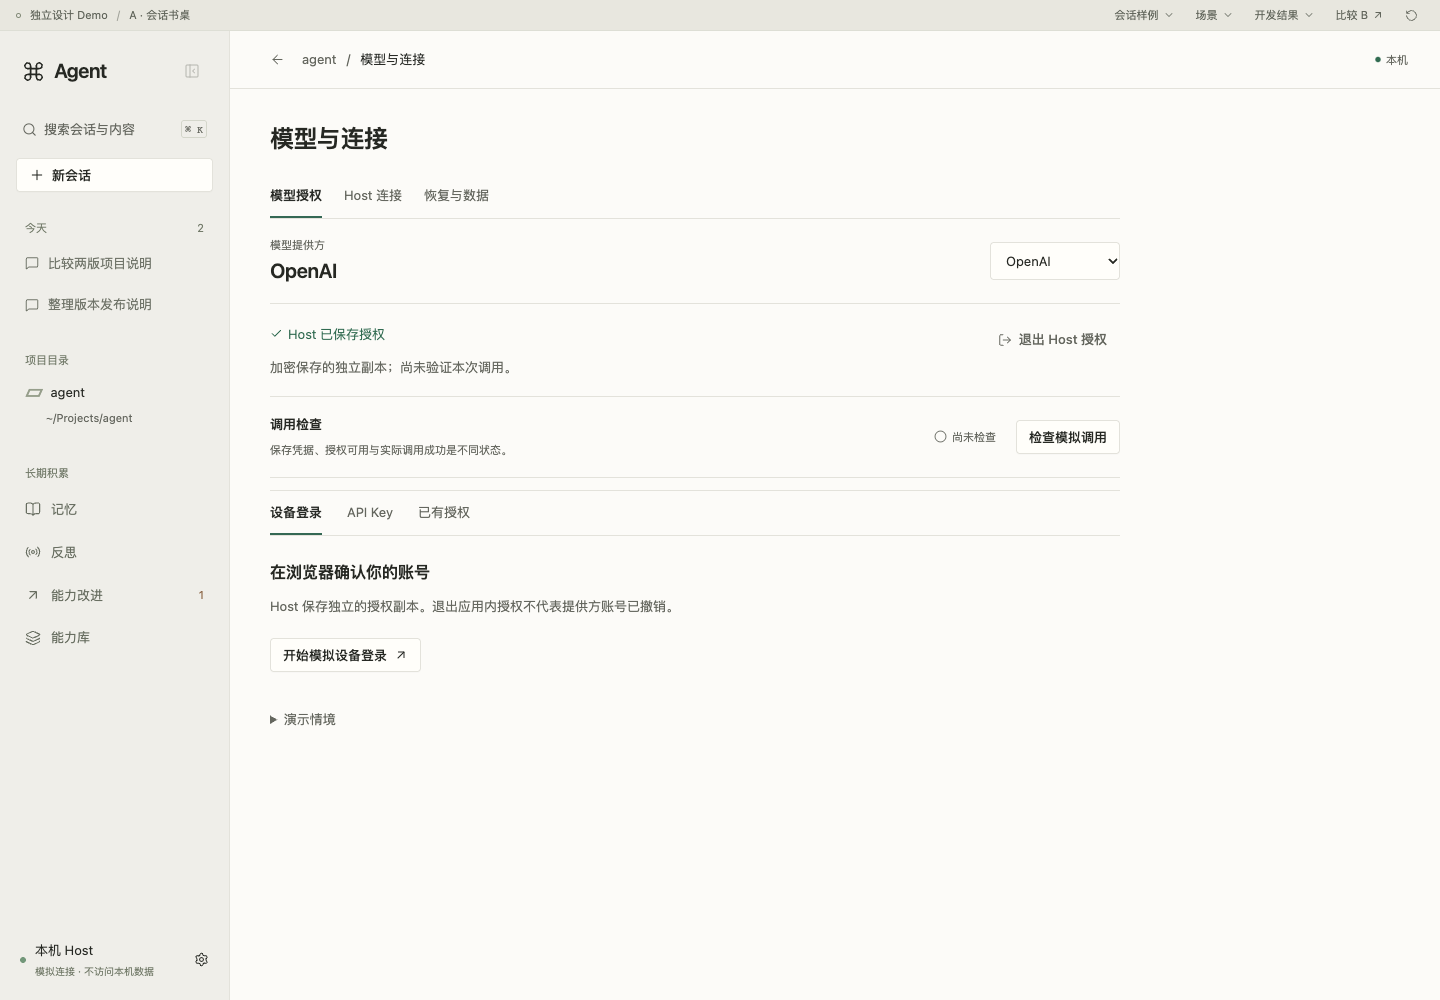 独立设计 Demo / A · 会话书桌
会话样例 场景 开发结果 比较 B
Agent
agent / 模型与连接
本机
搜索会话与内容 ⌘ K
新会话
今天 2
比较两版项目说明
整理版本发布说明
项目目录
agent
~/Projects/agent
长期积累
记忆
反思
能力改进 1
能力库
本机 Host
模拟连接 · 不访问本机数据
模型与连接
模型授权 Host 连接 恢复与数据
模型提供方
OpenAI
OpenAI
Host 已保存授权
退出 Host 授权
加密保存的独立副本；尚未验证本次调用。
调用检查
保存凭据、授权可用与实际调用成功是不同状态。
尚未检查 检查模拟调用
设备登录 API Key 已有授权
在浏览器确认你的账号
Host 保存独立的授权副本。退出应用内授权不代表提供方账号已撤销。
开始模拟设备登录
演示情境